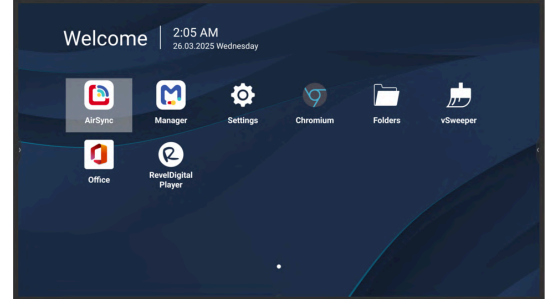 Welcome
2:05 AM
26.03.2025 Wednesday
AirSync
Manager
Settings
Chromium
Folders
vSweeper
Office
RevelDigital
Player